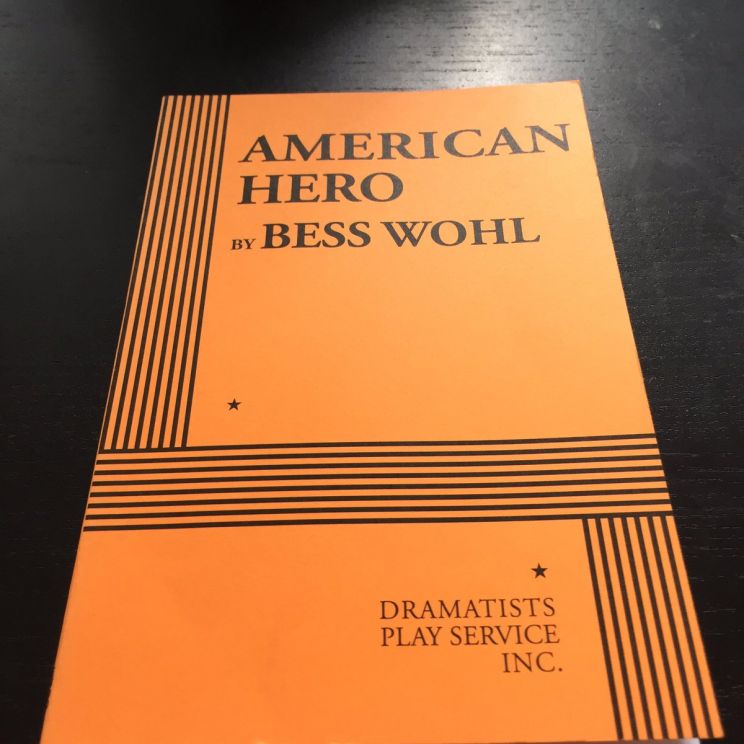 AMERICAN
HERO
BY BESS WOHL
DRAMATISTS
PLAY SERVICE
INC.